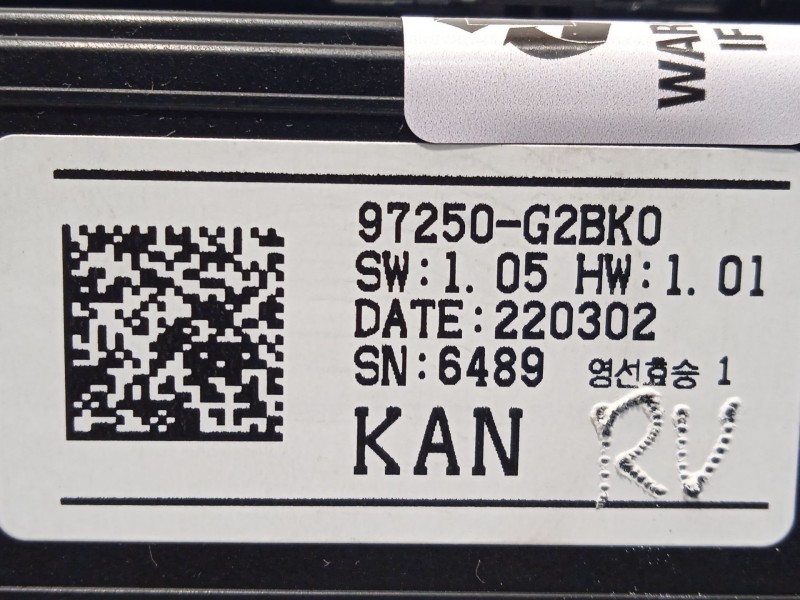 WAR
IF
97250-G2BK0
SW:1. 05 HW:1. 01
DATE:220302
SN:6489 영선효승 1
KAN
RV